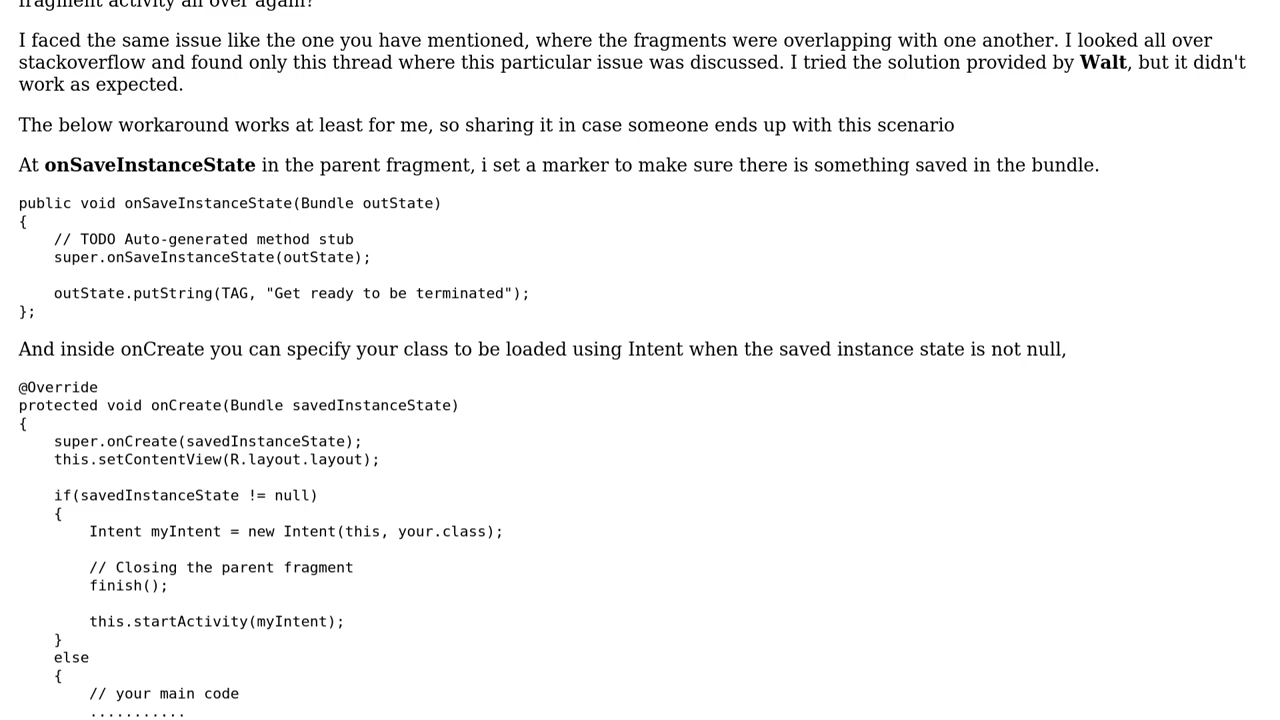 fragment activity all over again?
I faced the same issue like the one you have mentioned, where the fragments were overlapping with one another. I looked all over
stackoverflow and found only this thread where this particular issue was discussed. I tried the solution provided by Walt, but it didn't
work as expected.
The below workaround works at least for me, so sharing it in case someone ends up with this scenario
At onSaveInstanceState in the parent fragment, i set a marker to make sure there is something saved in the bundle.
public void onSaveInstanceState(Bundle outState)
{
    // TODO Auto-generated method stub
    super.onSaveInstanceState(outState);
    outState.putString(TAG, "Get ready to be terminated");
};
And inside onCreate you can specify your class to be loaded using Intent when the saved instance state is not null,
@Override
protected void onCreate(Bundle savedInstanceState)
{
    super.onCreate(savedInstanceState);
    this.setContentView(R.layout.layout);
    if(savedInstanceState != null)
    {
        Intent myIntent = new Intent(this, your.class);
        // Closing the parent fragment
        finish();
        this.startActivity(myIntent);
    }
    else
    {
        // your main code
        ...........